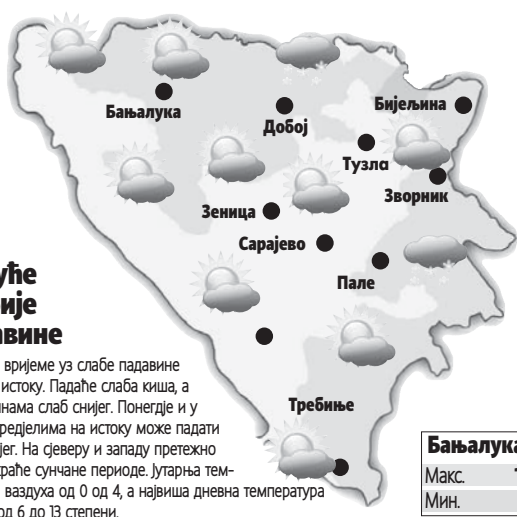 Бањалука
Добој
Бијељина
Тузла
Зворник
Зеница
Сарајево
Пале
Требиње
вријеме уз слабе падавине
истоку. Падаће слаба киша, а
слаб снијег. Понегдје и у
на истоку може падати
На сјеверу и западу претежно
сунчане периоде. Јутарња тем-
ваздуха од 0 од 4, а највиша дневна температура
од 6 до 13 степени.
Бањалука
Макс.
Мин.